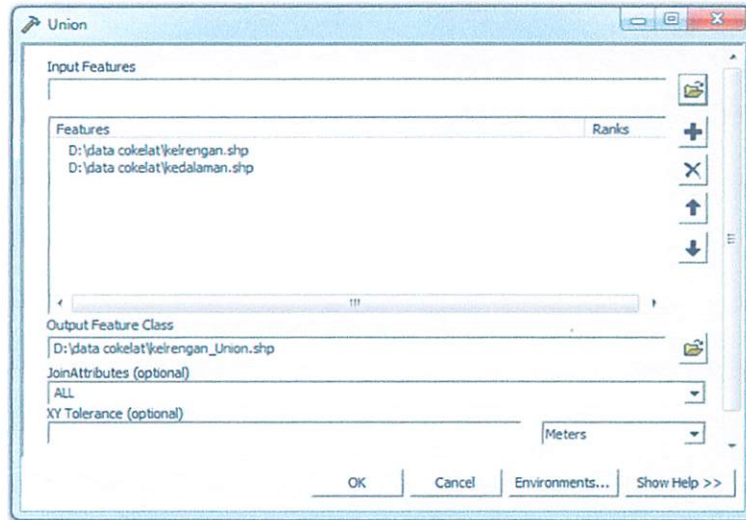 Union
Input Features
Features Ranks
D:\data cokelat\kelrengan.shp
D:\data cokelat\kedalaman.shp
Output Feature Class
D:\data cokelat\kelrengan_Union.shp
JoinAttributes (optional)
ALL
XY Tolerance (optional)
Meters
OK Cancel Environments... Show Help >>